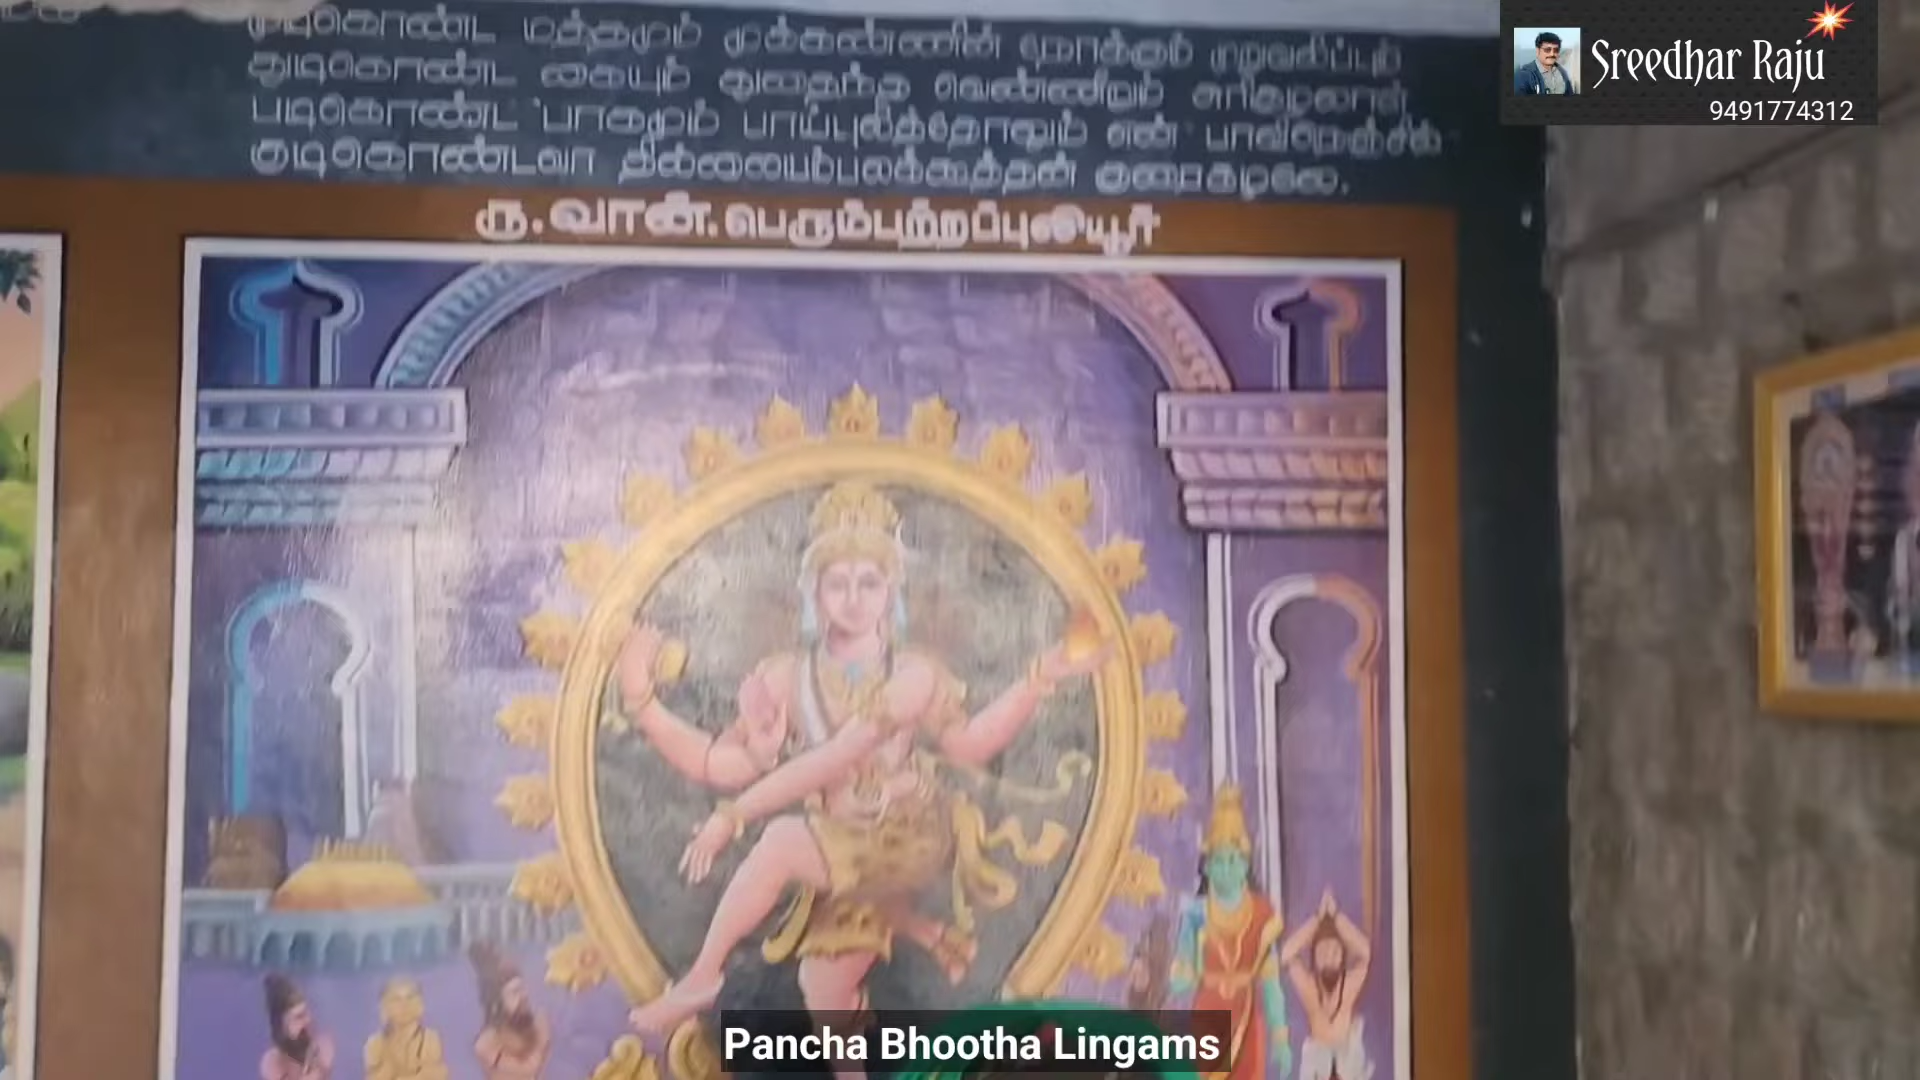 முடிகொண்ட மத்தமும் முக்கண்ணின் நோக்கும் முறுவலிப்பும்
துடிகொண்ட கையும் துதைந்த வெண்ணீறும் சுரிகுழலாள்
படிகொண்ட பாகமும் பாய்புலித்தோலும் என் பாவிநெஞ்சில்
குடிகொண்டவா தில்லையம்பலக்கூத்தன் குரைகழலே.
ரு.வான்.பெரும்பற்றப்புலியூர்
Sreedhar Raju
9491774312
Pancha Bhootha Lingams